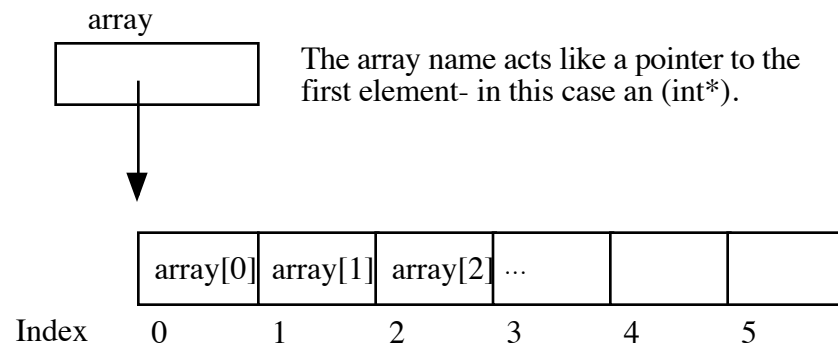 array
The array name acts like a pointer to the
first element- in this case an (int*).
array[0] array[1] array[2] ...
Index 0 1 2 3 4 5